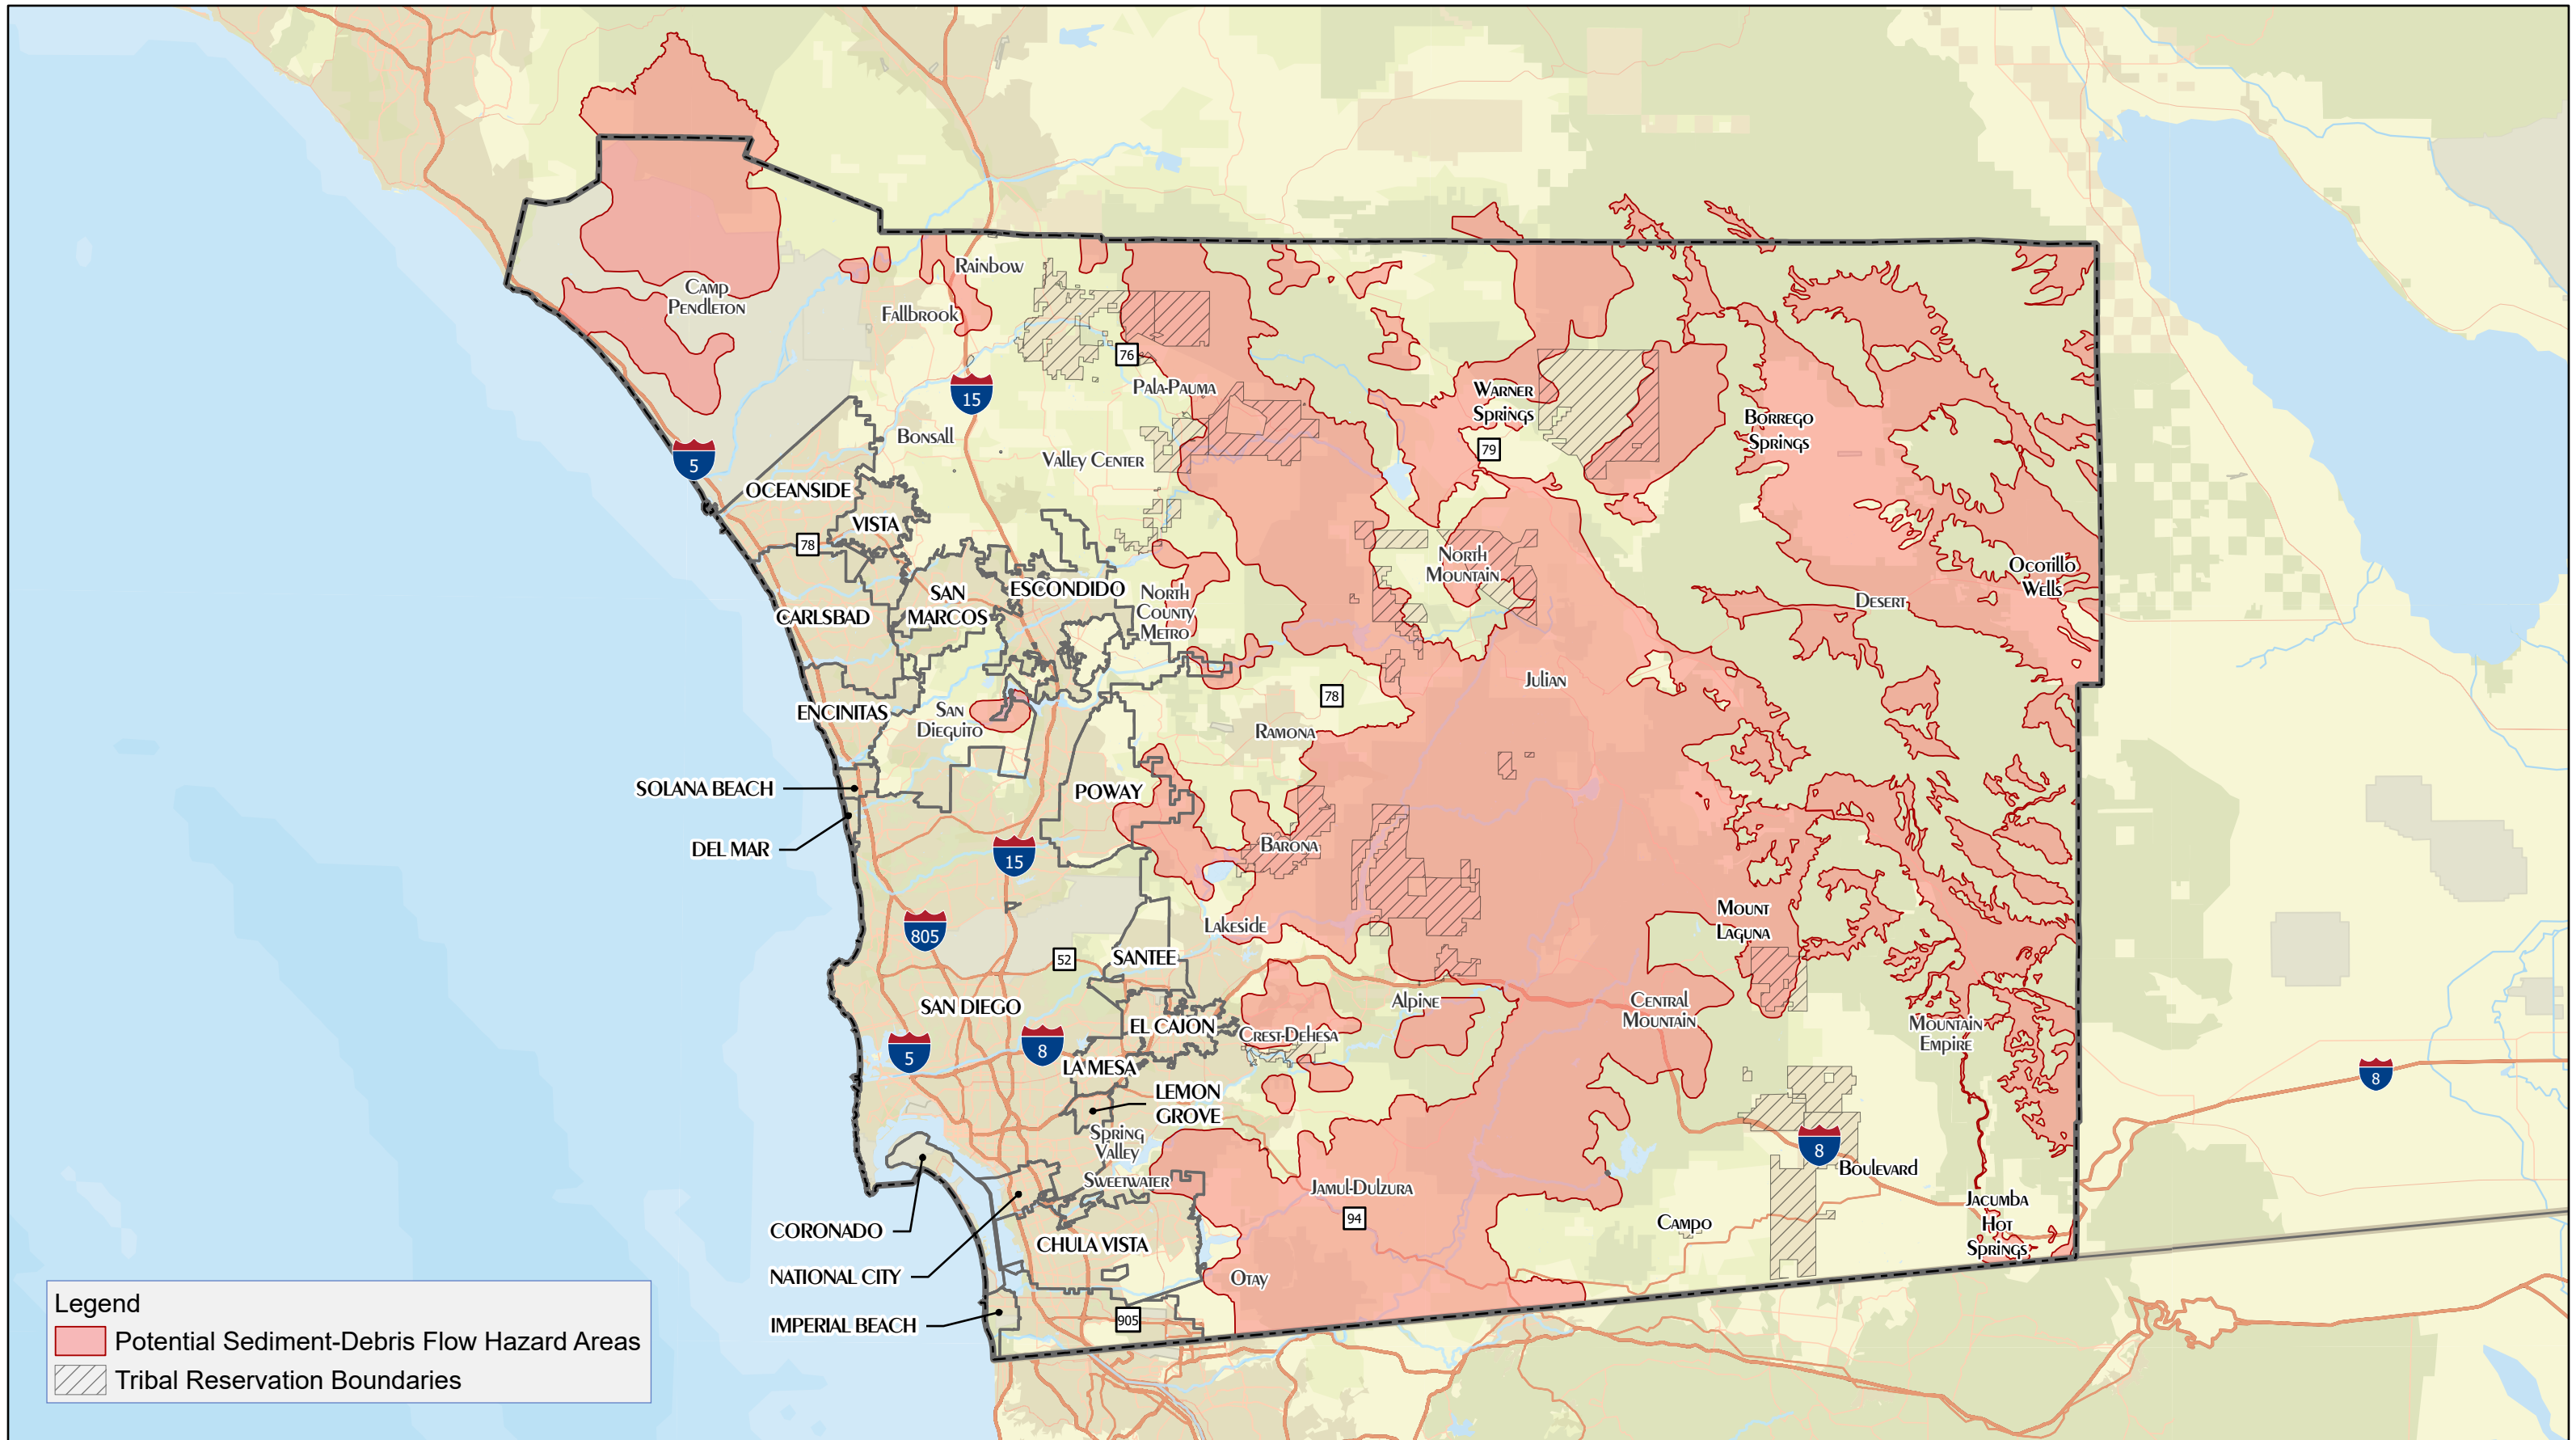 Rainbow
Camp
Pendleton
Fallbrook
76
Pala-Pauma
15
Warner
Springs
Borrego
Springs
Bonsall
79
Valley Center
5
OCEANSIDE
VISTA
78
North
Mountain
Ocotillo
Wells
ESCONDIDO
SAN
MARCOS
North
County
Metro
Desert
CARLSBAD
Julian
78
ENCINITAS
San
Dieguito
Ramona
SOLANA BEACH
POWAY
DEL MAR
Barona
15
Mount
Laguna
Lakeside
805
52
SANTEE
SAN DIEGO
Alpine
Central
Mountain
EL CAJON
Crest-Dehesa
Mountain
Empire
5
8
LA MESA
8
LEMON
GROVE
Spring
Valley
8
Boulevard
Sweetwater
Jamul-Dulzura
Jacumba
Hot
Springs
94
Campo
CORONADO
CHULA VISTA
NATIONAL CITY
Otay
IMPERIAL BEACH
905
Legend
Potential Sediment-Debris Flow Hazard Areas
Tribal Reservation Boundaries